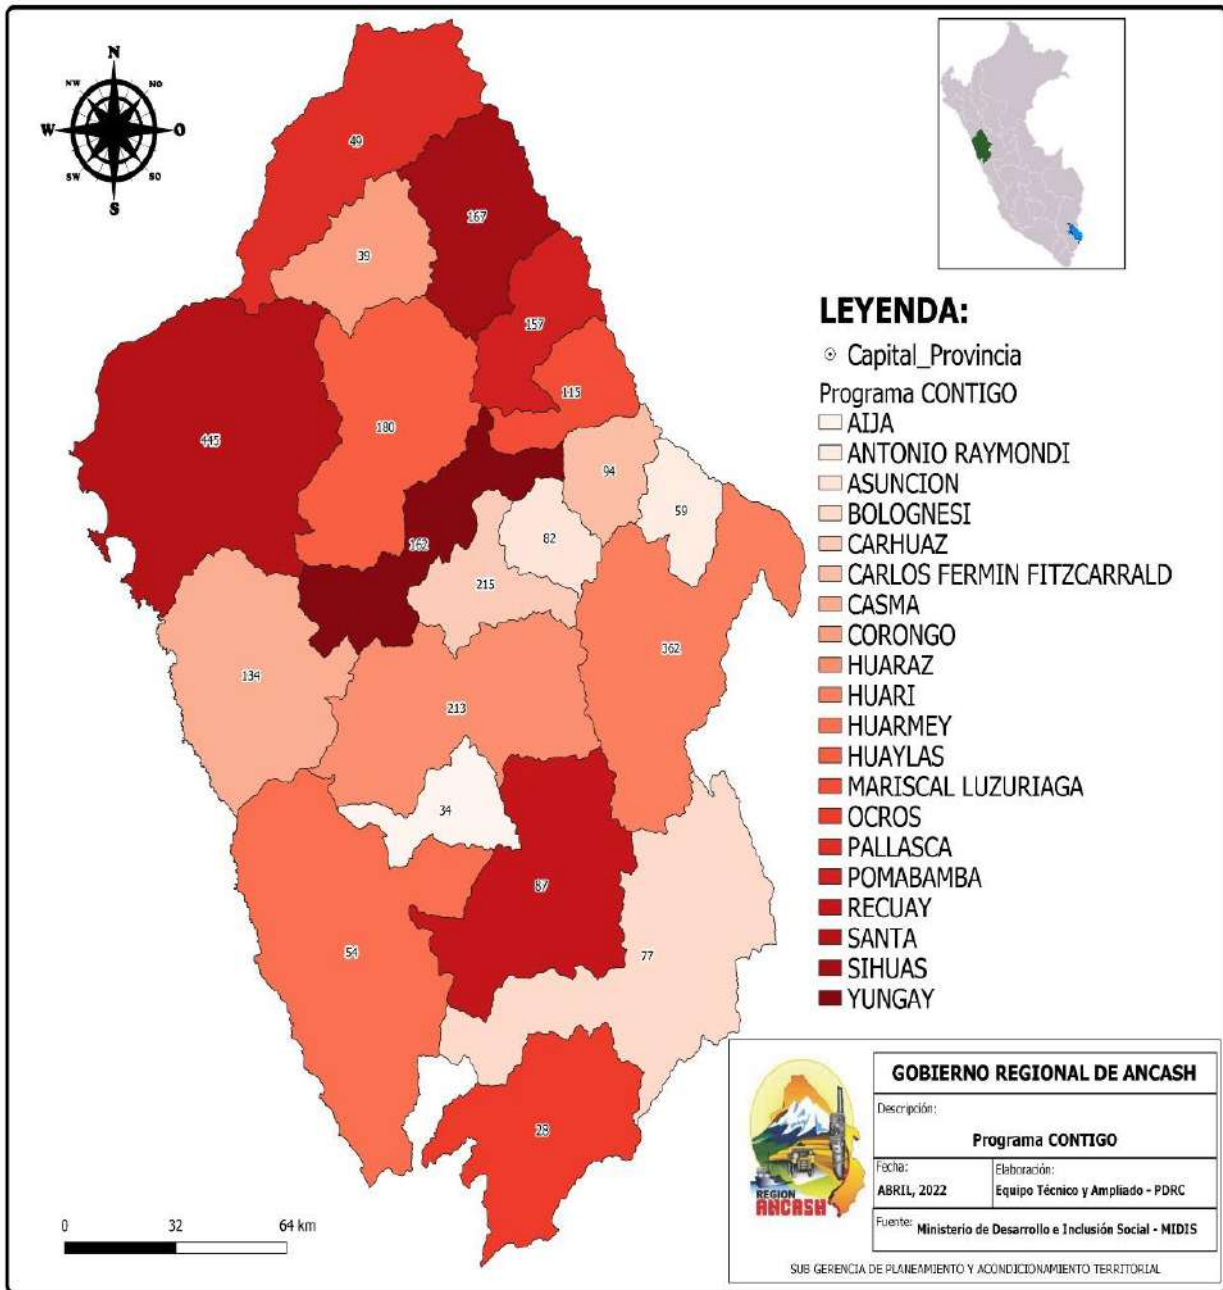 N
NW
NO
W
O
SW
SO
S
49
167
39
157
115
445
180
94
59
162
82
215
362
134
213
34
87
54
77
28
LEYENDA:
Capital_Provincia
Programa CONTIGO
AIJA
ANTONIO RAYMONDI
ASUNCION
BOLOGNESI
CARHUAZ
CARLOS FERMIN FITZCARRALD
CASMA
CORONGO
HUARAZ
HUARI
HUARMEY
HUAYLAS
MARISCAL LUZURIAGA
OCROS
PALLASCA
POMABAMBA
RECUAY
SANTA
SIHUAS
YUNGAY
0 32 64 km
REGION
ANCASH
GOBIERNO REGIONAL DE ANCASH
Descripción:
Programa CONTIGO
Fecha:
ABRIL, 2022
Elaboración:
Equipo Técnico y Ampliado - PDRC
Fuente: Ministerio de Desarrollo e Inclusión Social - MIDIS
SUB GERENCIA DE PLANEAMIENTO Y ACONDICIONAMIENTO TERRITORIAL